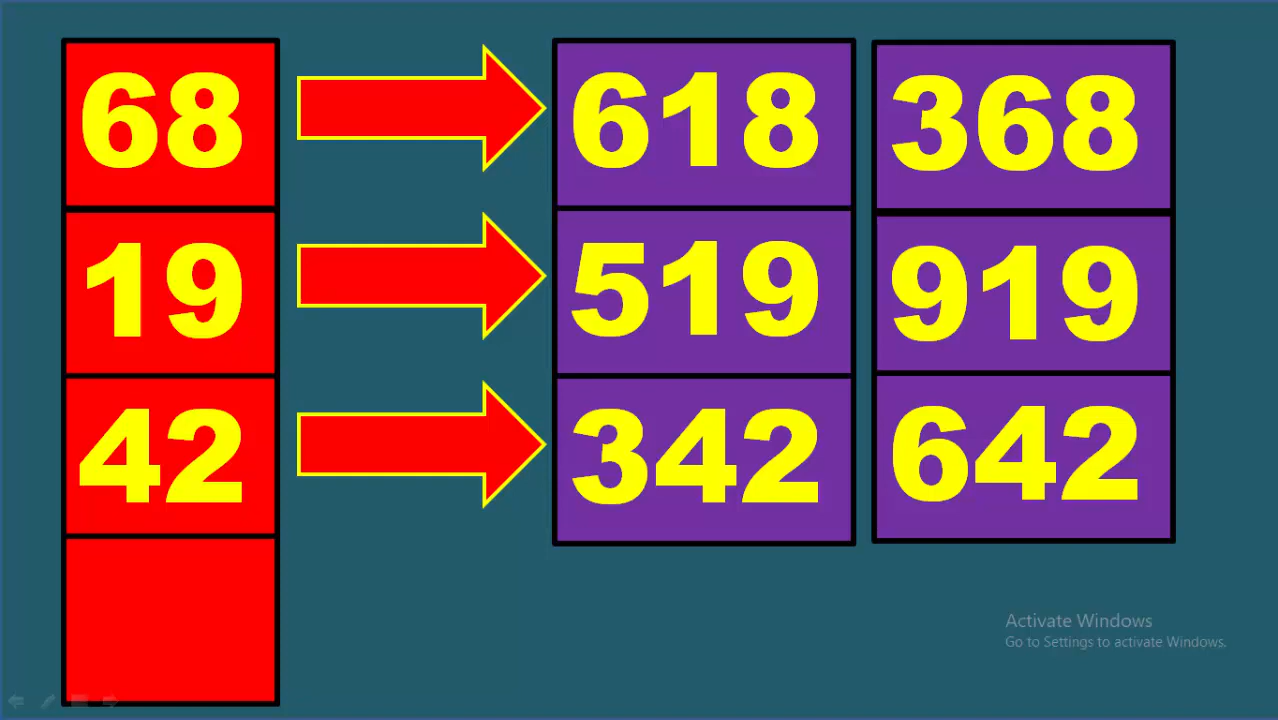 68 618 368
19 519 919
42 342 642
Activate Windows
Go to Settings to activate Windows.